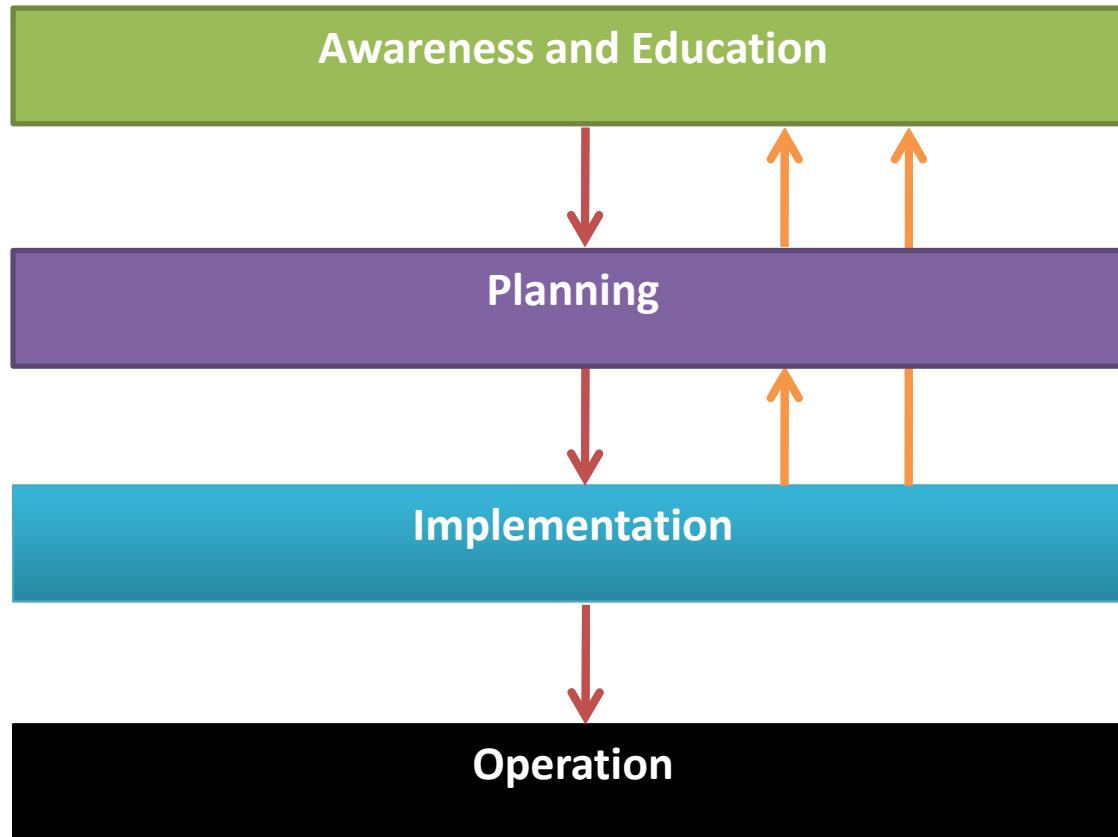 Awareness and Education
Planning
Implementation
Operation